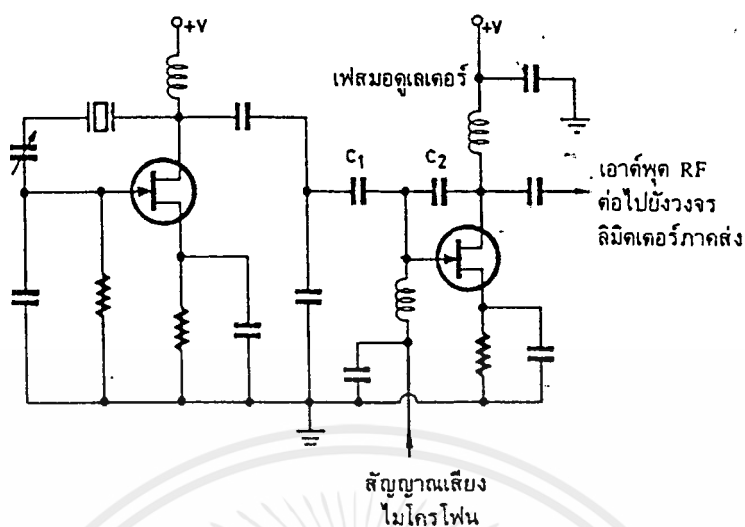 +V
+V
เฟสมอดูเลเตอร์
C1
C2
เอาต์พุต RF
ต่อไปยังวงจร
ลิมิตเตอร์ภาคส่ง
สัญญาณเสียง
ไมโครโฟน